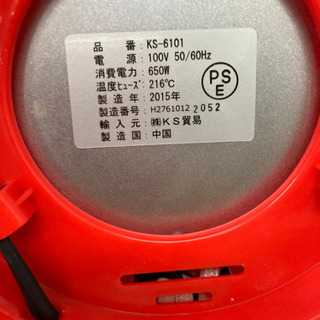 品　　番 : KS-6101
電　　源 : 100V 50/60Hz
消費電力 : 650W
温度ヒューズ : 216℃
製 造 年 : 2015年
製造番号 : H2761012 2052
輸 入 元 : ㈱KS貿易
製 造 国 : 中国
PS
E